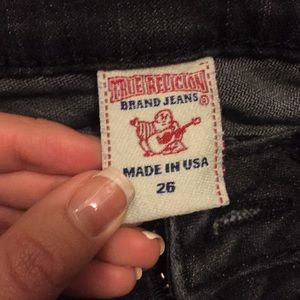 TRUE RELIGION
BRAND JEANS®
MADE IN USA
26